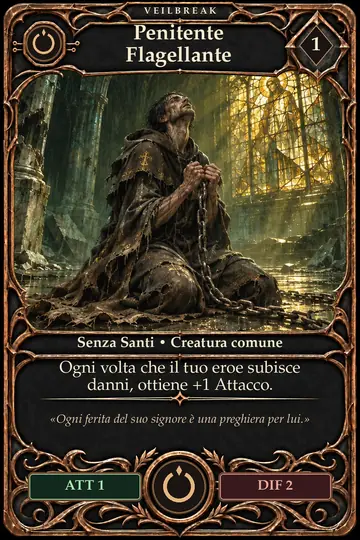 VEILBREAK
Penitente
Flagellante
1
Senza Santi • Creatura comune
Ogni volta che il tuo eroe subisce
danni, ottiene +1 Attacco.
«Ogni ferita del suo signore è una preghiera per lui.»
ATT 1
DIF 2